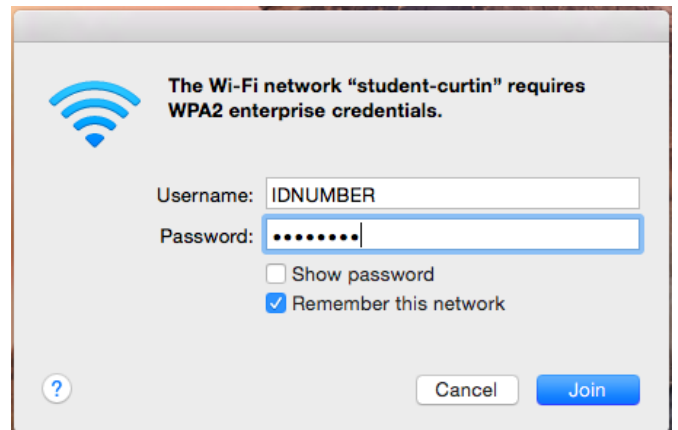 The Wi-Fi network “student-curtin” requires
WPA2 enterprise credentials.
Username: IDNUMBER
Password: ••••••••
Show password
Remember this network
? Cancel Join